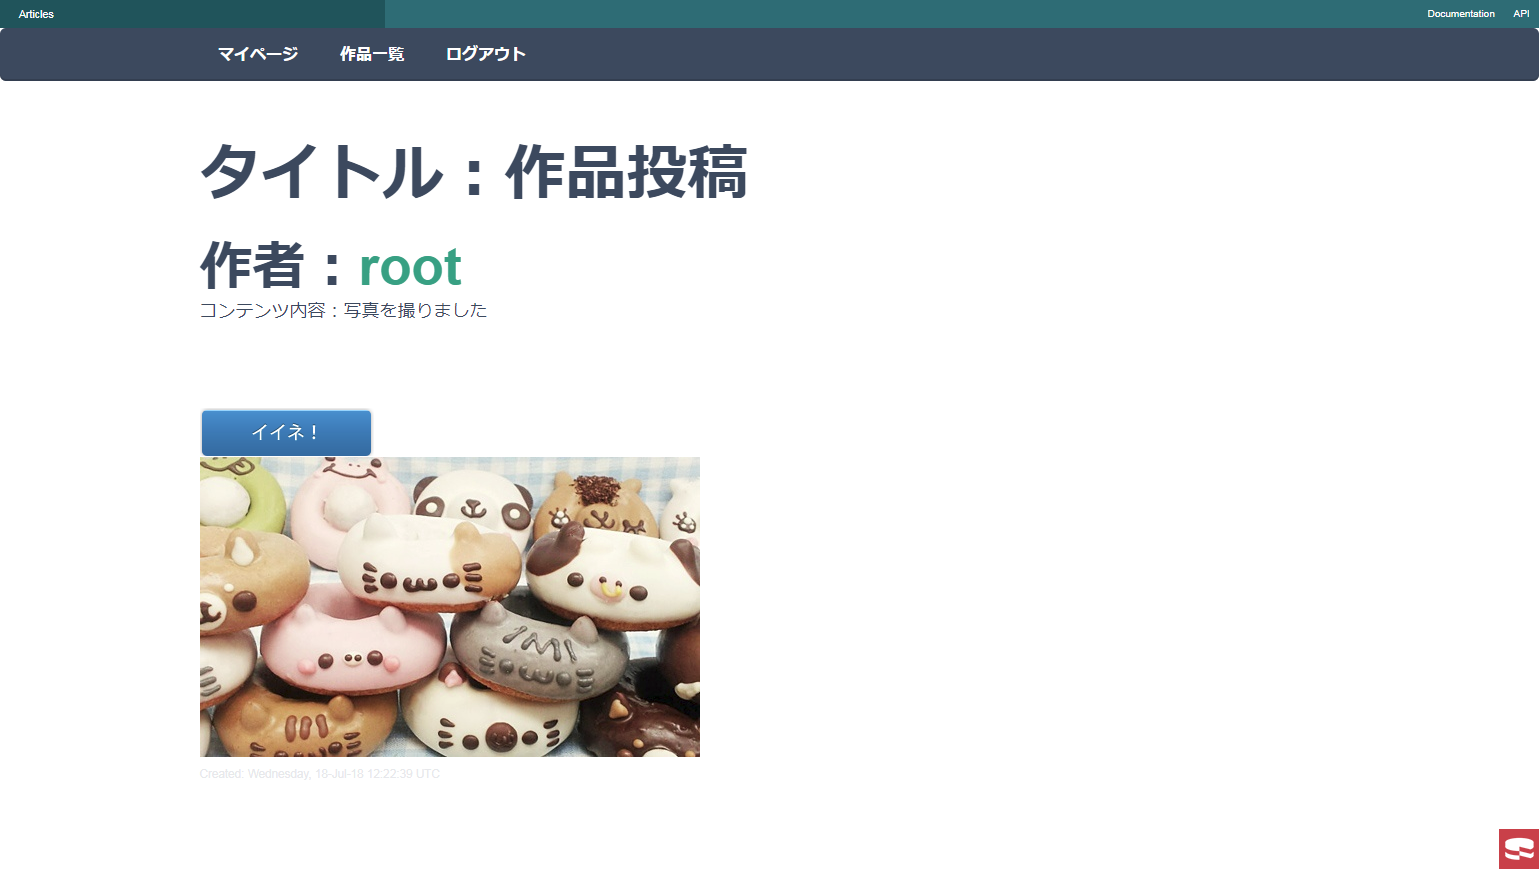 Articles
Documentation API
マイページ 作品一覧 ログアウト
タイトル：作品投稿
作者：root
コンテンツ内容：写真を撮りました
イイネ！
Created: Wednesday, 18-Jul-18 12:22:39 UTC